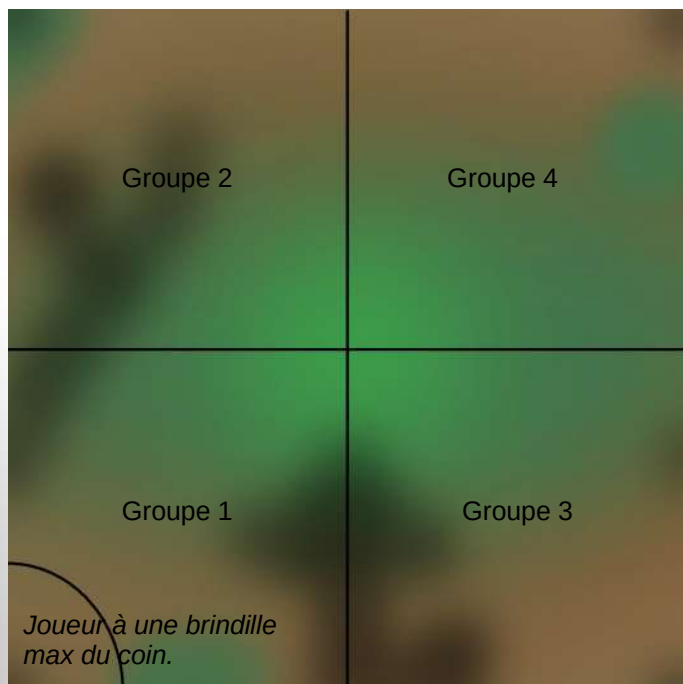 Groupe 2
Groupe 4
Groupe 1
Groupe 3
Joueur à une brindille
max du coin.